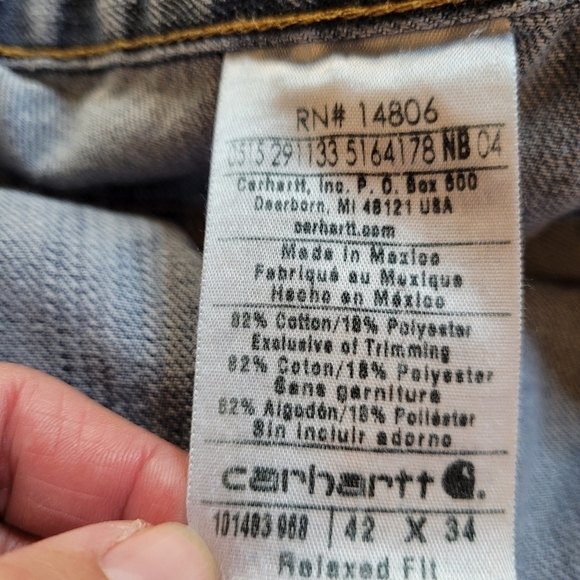 RN# 14806
0515 291133 5164178 NB 04
Carhartt, Inc. P. O. Box 600
Dearborn, MI 48121 USA
carhartt.com
Made in Mexico
Fabriqué au Mexique
Hecho en México
82% Cotton/18% Polyester
Exclusive of Trimming
82% Coton/18% Polyester
Sans garniture
82% Algodón/18% Poliéster
Sin incluir adorno
carhartt
101483 968 | 42 X 34
Relaxed Fit